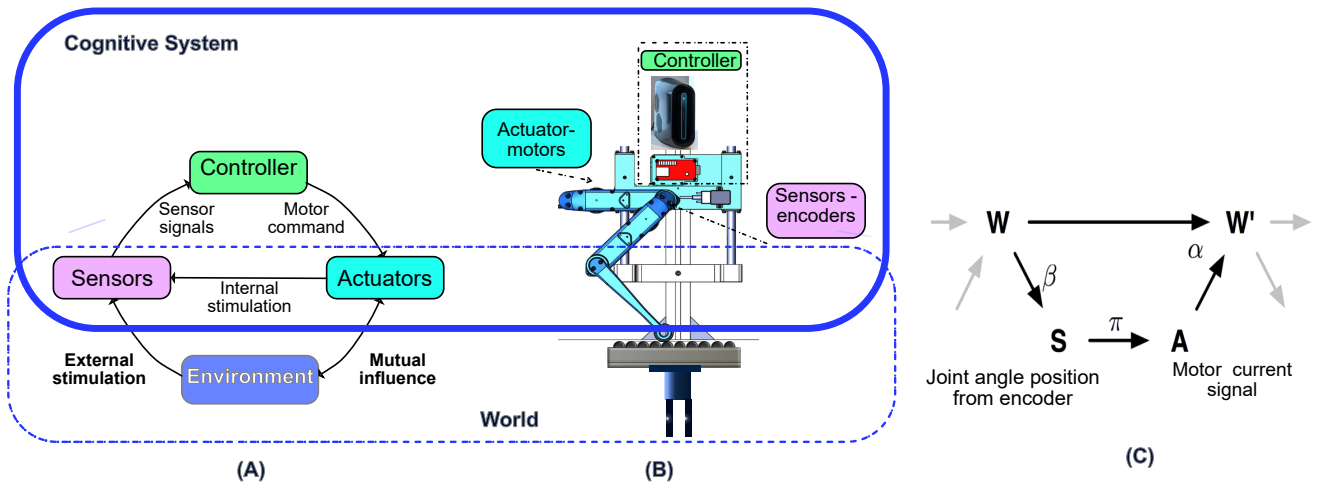 Cognitive System
Controller
Sensor
signals
Motor
command
Sensors
Internal
stimulation
Actuators
External
stimulation
Environment
Mutual
influence
World
(A)
Controller
Actuator-
motors
Sensors -
encoders
(B)
W
W'
α
β
S
π
A
Joint angle position
from encoder
Motor current
signal
(C)